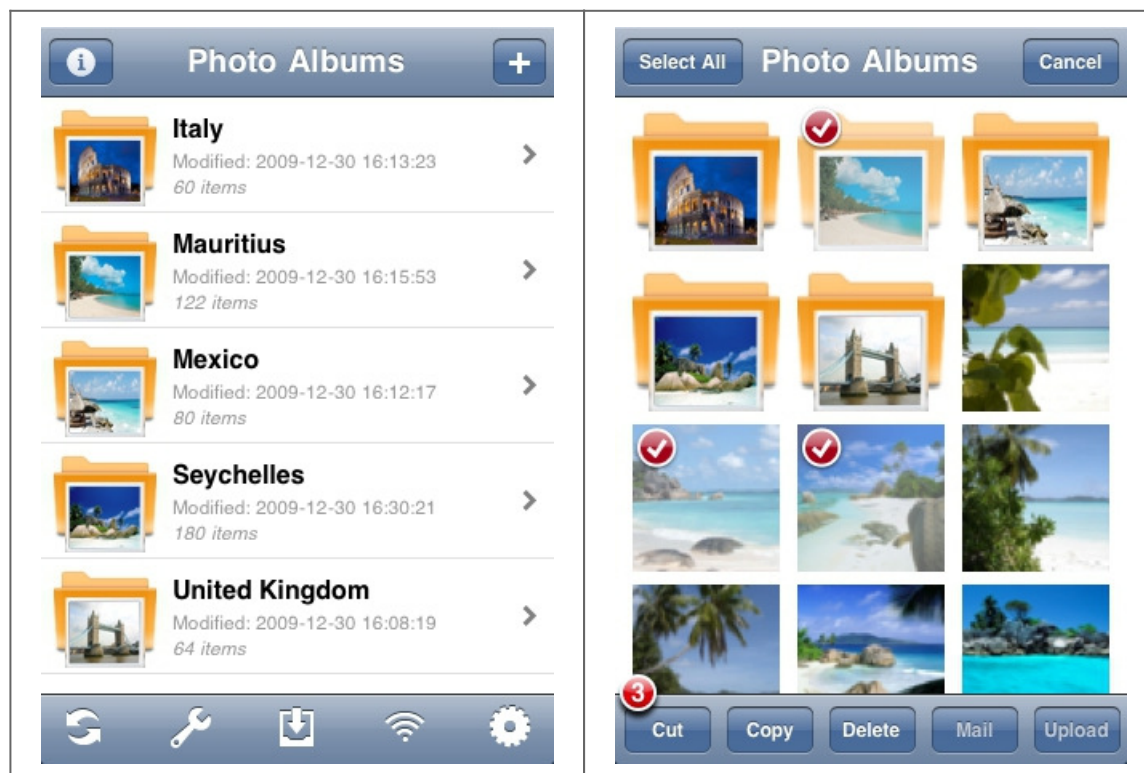 Photo Albums
Italy
Modified: 2009-12-30 16:13:23
60 items
Mauritius
Modified: 2009-12-30 16:15:53
122 items
Mexico
Modified: 2009-12-30 16:12:17
80 items
Seychelles
Modified: 2009-12-30 16:30:21
180 items
United Kingdom
Modified: 2009-12-30 16:08:19
64 items
Select All Photo Albums Cancel
3
Cut Copy Delete Mail Upload